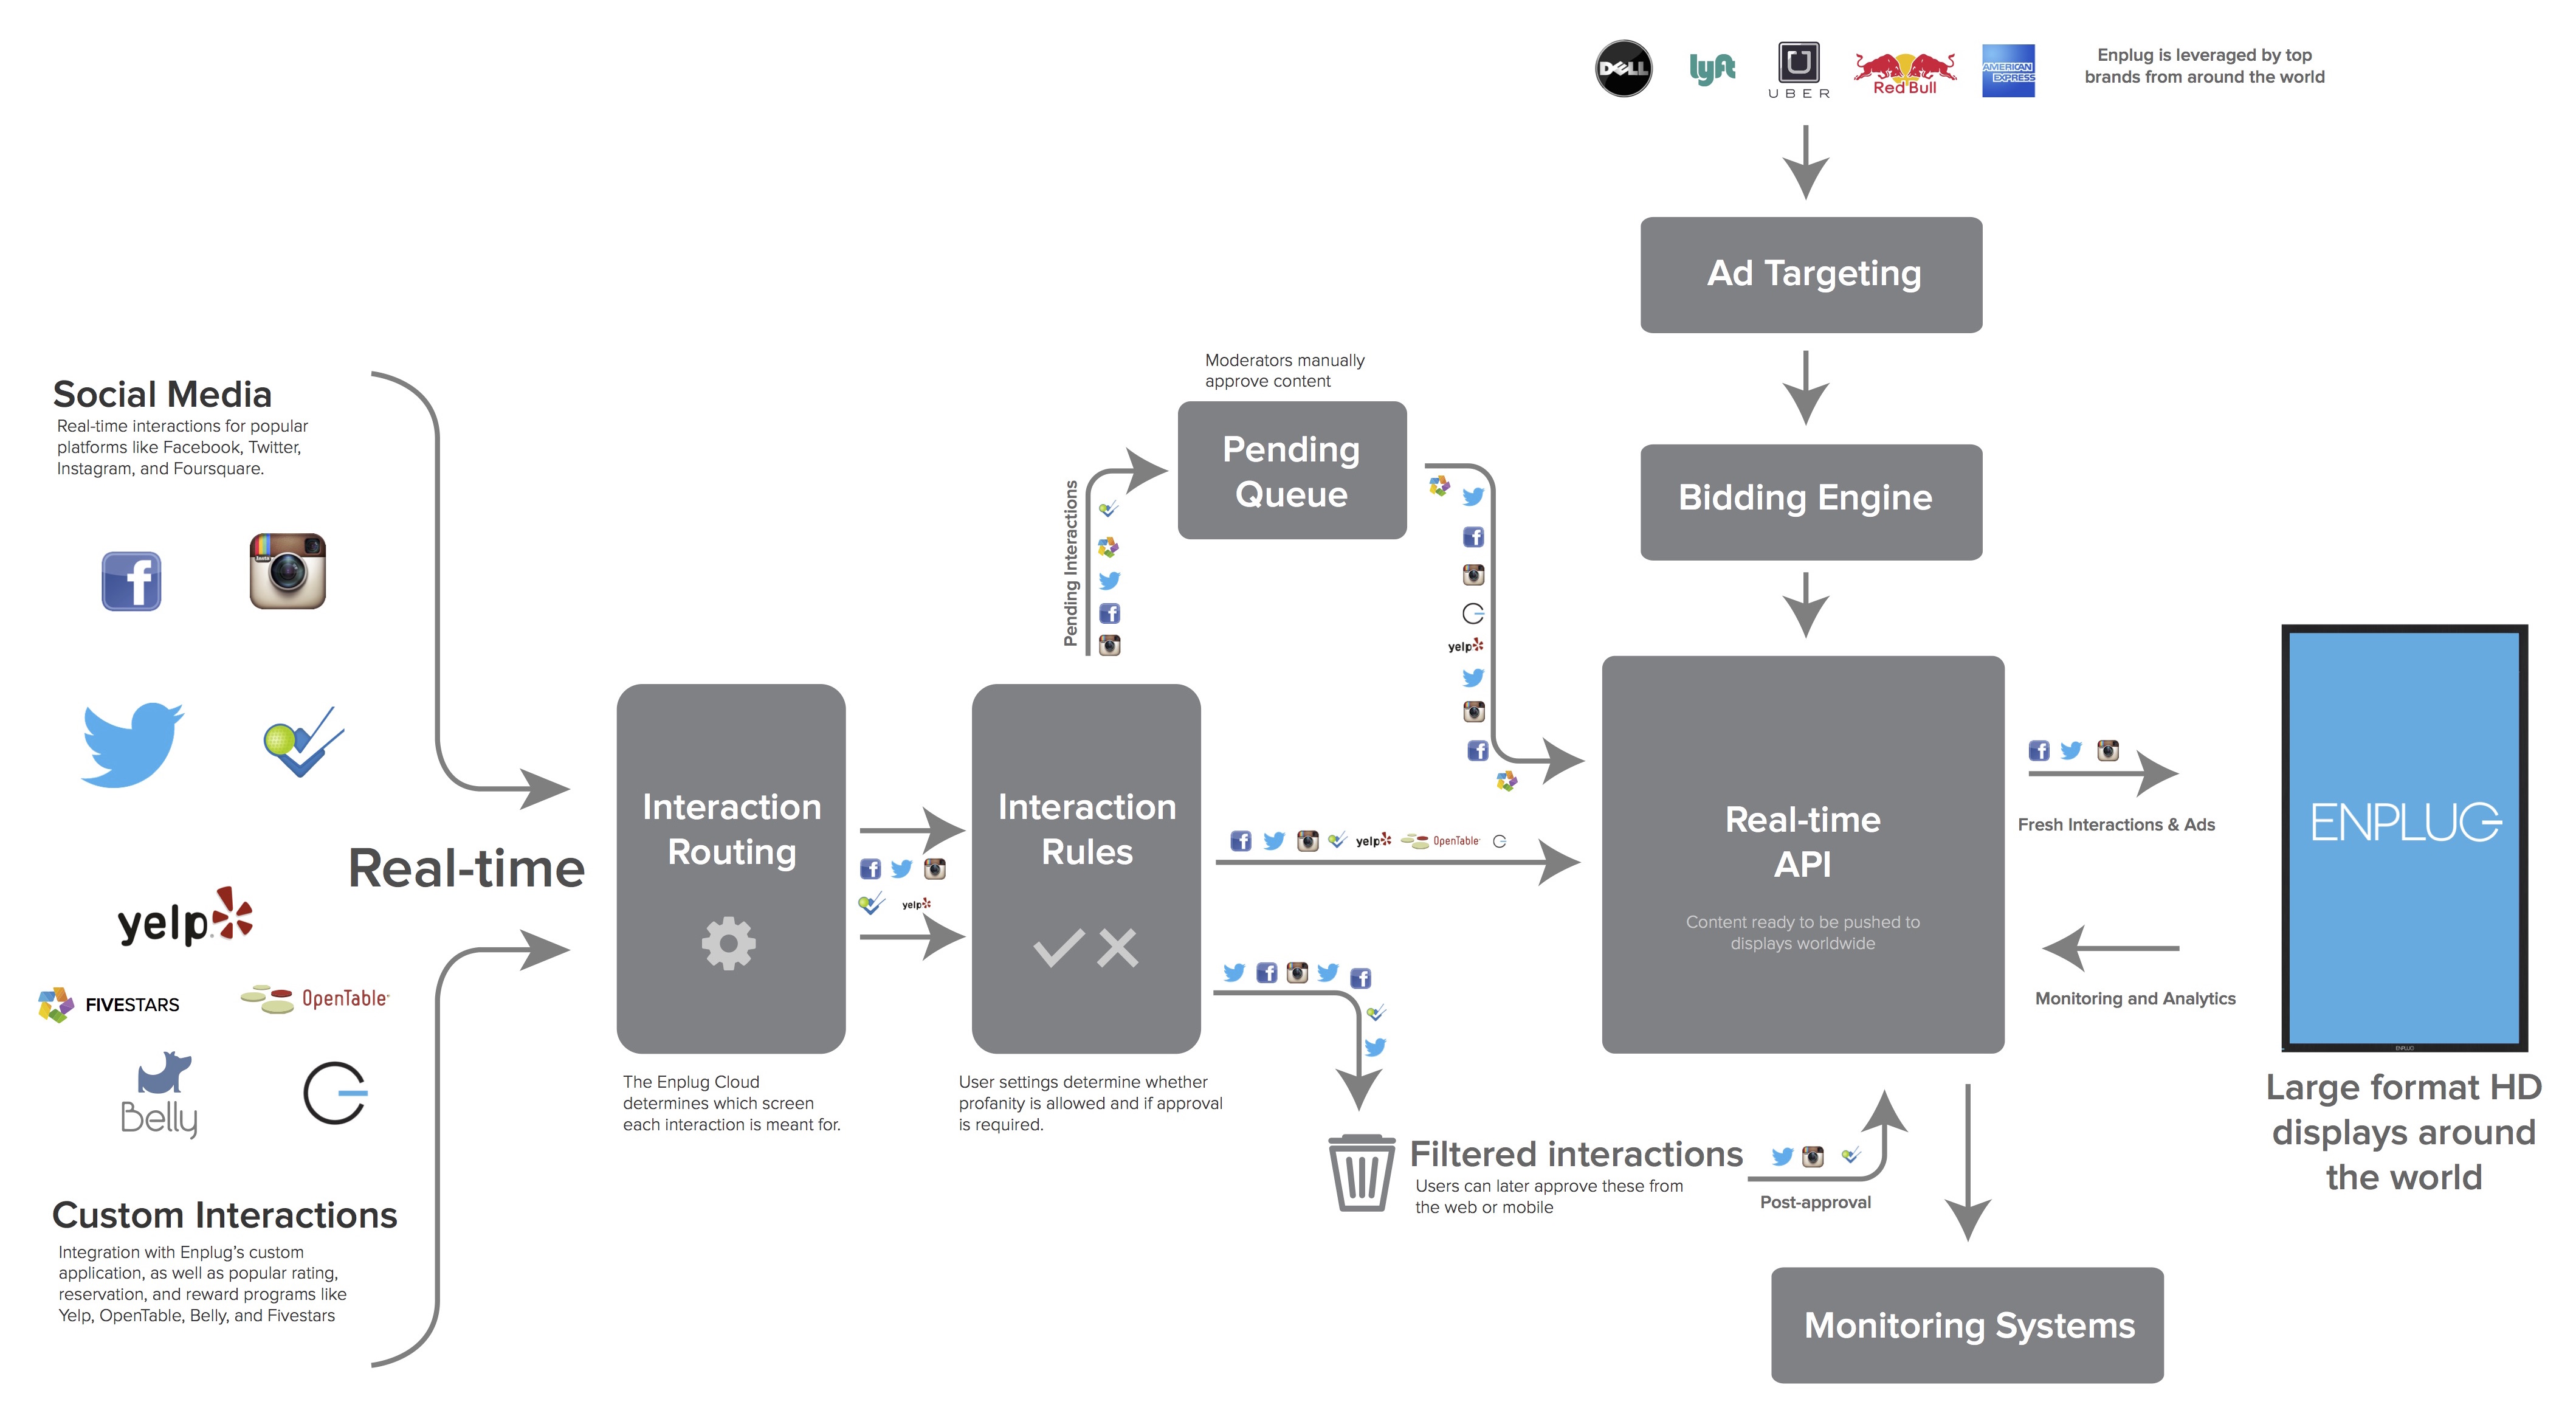 DELL
lyft
UBER
Red Bull
AMERICAN
EXPRESS
Enplug is leveraged by top
brands from around the world
Ad Targeting
Bidding Engine
Social Media
Real-time interactions for popular
platforms like Facebook, Twitter,
Instagram, and Foursquare.
f
Insta
yelp
FIVESTARS
OpenTable
Belly
Custom Interactions
Integration with Enplug's custom
application, as well as popular rating,
reservation, and reward programs like
Yelp, OpenTable, Belly, and Fivestars
Real-time
Interaction
Routing
The Enplug Cloud
determines which screen
each interaction is meant for.
f
yelp
Interaction
Rules
User settings determine whether
profanity is allowed and if approval
is required.
Pending Interactions
f
Moderators manually
approve content
Pending
Queue
f
yelp
f
f
yelp
OpenTable
f
f
Filtered interactions
Users can later approve these from
the web or mobile
Post-approval
Real-time
API
Content ready to be pushed to
displays worldwide
Monitoring Systems
f
Fresh Interactions & Ads
Monitoring and Analytics
ENPLUG
ENPLUG
Large format HD
displays around
the world